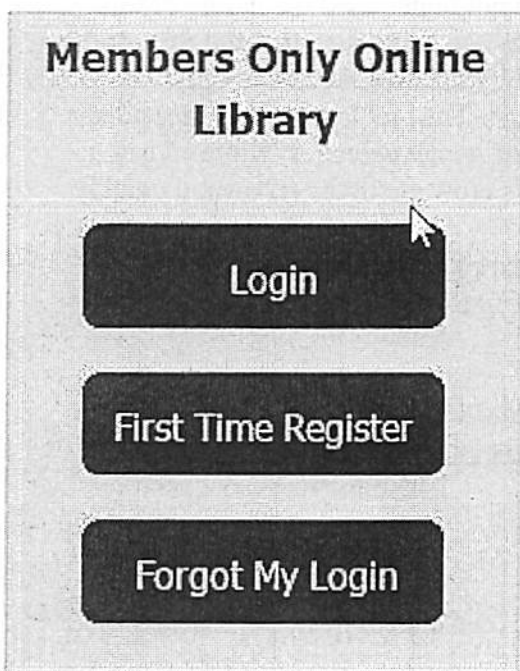 Members Only Online
Library
Login
First Time Register
Forgot My Login